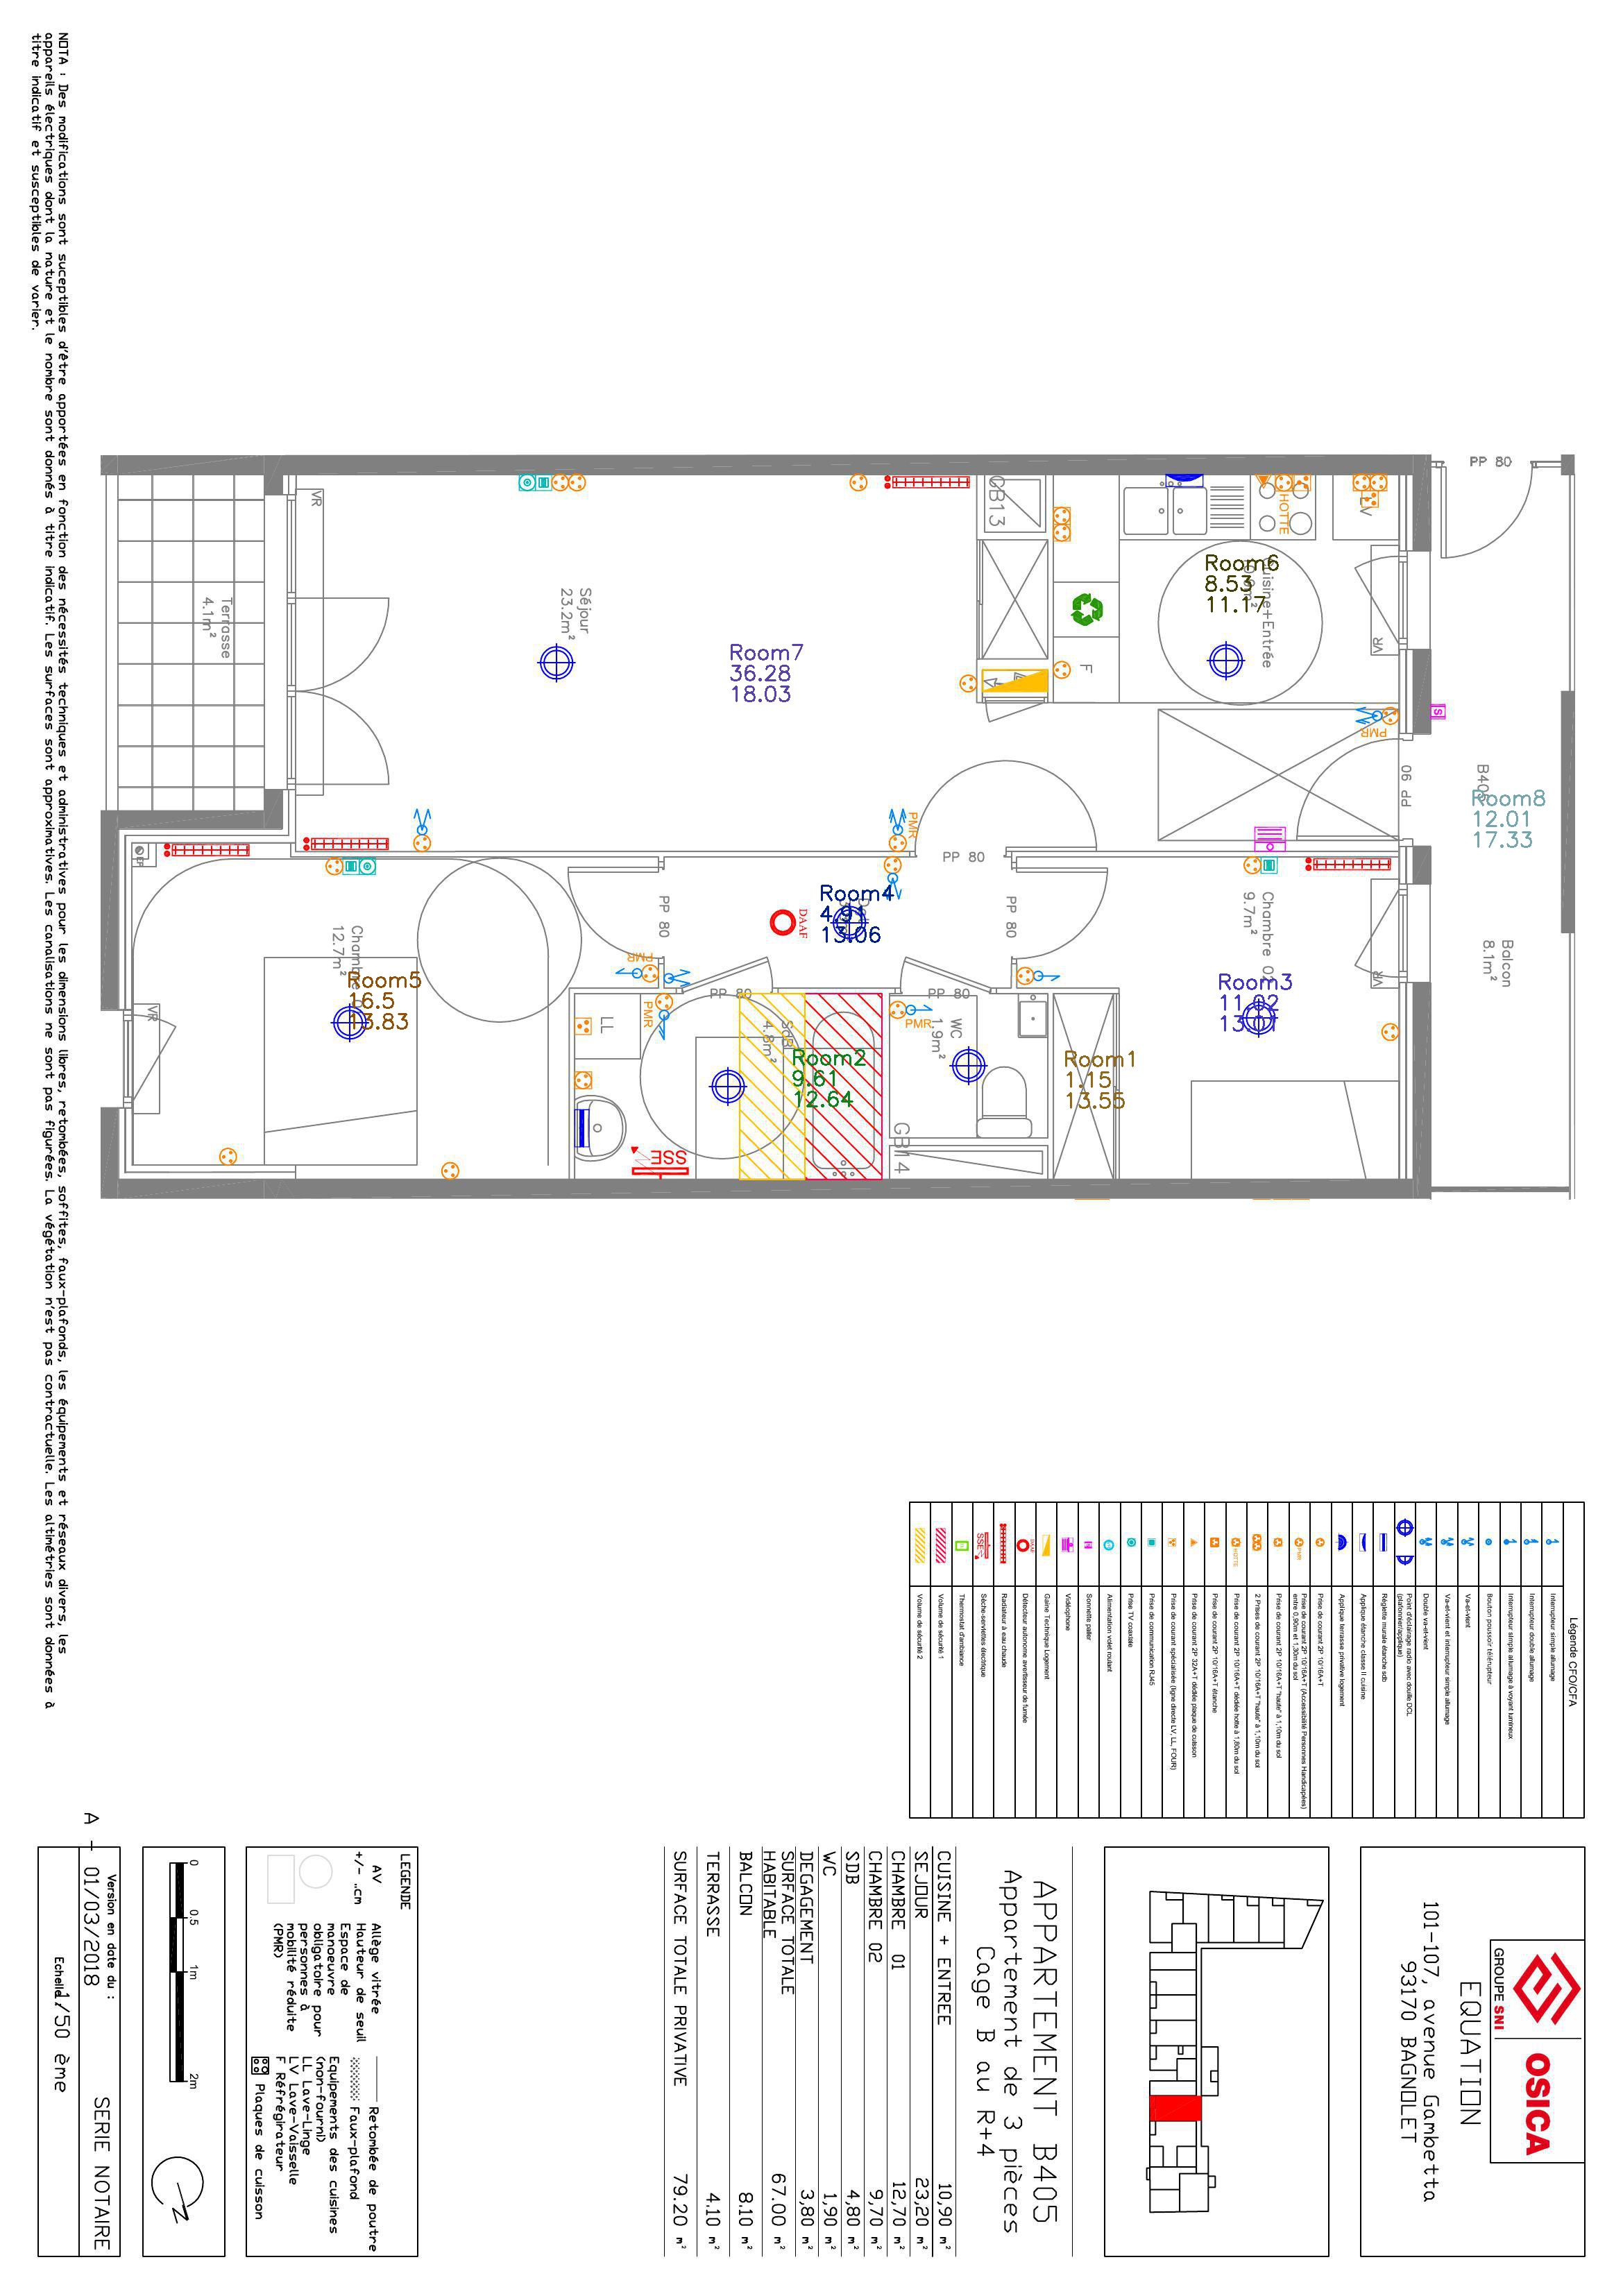 NOTA : Des modifications sont suceptibles d'être apportées en fonction des nécessités techniques et administratives pour les dimensions libres, retombées, soffites, faux-plafonds, les équipements et réseaux divers, les
appareils électriques dont la nature et le nombre sont donnés à titre indicatif. Les surfaces sont approximatives. Les canalisations ne sont pas figurées. La végétation n'est pas contractuelle. Les altimétries sont données à
titre indicatif et susceptibles de varier.
PP 80
VR
GB13
HOTTE
LV
Room6
8.53
11.17
Cuisine+Entrée
Terrasse
4.1m²
Séjour
23.2m²
Room7
36.28
18.03
F
VR
S
PMR
PP 90
B405
Room8
12.01
17.33
PMR
PP 80
EP
PP 80
DAAF
Room4
4.91
13.06
PP 80
Chambre 02
9.7m²
Balcon
8.1m²
Chambre
12.7m²
Room5
16.5
13.83
PMR
PP 80
PP 80
VR
Room3
11.02
13.07
VR
LL
PMR
SdB
4.8m²
PMR
WC
1.9m²
Room2
9.61
12.64
Room1
1.15
13.55
GB14
SSE
Légende CFO/CFA
Interrupteur simple allumage
Interrupteur double allumage
Interrupteur simple allumage à voyant lumineux
Bouton poussoir télérupteur
Va-et-vient
Va-et-vient et interrupteur simple allumage
Double va-et-vient
Point d'éclairage radio avec douille DCL
(plafonnier/applique)
Réglette murale étanche sdb
Applique étanche classe II cuisine
Applique terrasse privative logement
Prise de courant 2P 10/16A+T
PMR
Prise de courant 2P 10/16A+T (Accessibilité Personnes Handicapées)
entre 0,90m et 1,30m du sol
Prise de courant 2P 10/16A+T "haute" à 1,10m du sol
2 Prises de courant 2P 10/16A+T "haute" à 1,10m du sol
HOTTE
Prise de courant 2P 10/16A+T dédiée hotte à 1,80m du sol
Prise de courant 2P 10/16A+T étanche
Prise de courant 2P 32A+T dédiée plaque de cuisson
Prise de courant spécialisée (ligne directe LV, LL, FOUR)
Prise de communication RJ45
Prise TV coaxiale
Alimentation volet roulant
Sonnette palier
Vidéophone
Gaine Technique Logement
DAAF
Détecteur autonome avertisseur de fumée
Radiateur à eau chaude
SSE
Sèche-serviettes électrique
Thermostat d'ambiance
Volume de sécurité 1
Volume de sécurité 2
GROUPE SNI
OSICA
EQUATION
101-107, avenue Gambetta
93170 BAGNOLET
APPARTEMENT B405
Appartement de 3 pièces
Cage B au R+4
CUISINE + ENTREE 10,90 m²
SEJOUR 23,20 m²
CHAMBRE 01 12,70 m²
CHAMBRE 02 9,70 m²
SDB 4,80 m²
WC 1,90 m²
DEGAGEMENT 3,80 m²
SURFACE TOTALE
HABITABLE 67.00 m²
BALCON 8.10 m²
TERRASSE 4.10 m²
SURFACE TOTALE PRIVATIVE 79.20 m²
LEGENDE
AV Allège vitrée
+/- ..cm Hauteur de seuil
Espace de
manoeuvre
obligatoire pour
personnes à
mobilité réduite
(PMR)
Retombée de poutre
Faux-plafond
Equipements des cuisines
(non-fourni)
LL Lave-Linge
LV Lave-Vaisselle
F Réfrigirateur
Plaques de cuisson
0 0.5 1m 2m
N
Version en date du :
A - 01/03/2018
SERIE NOTAIRE
Echelle 1/50 ème